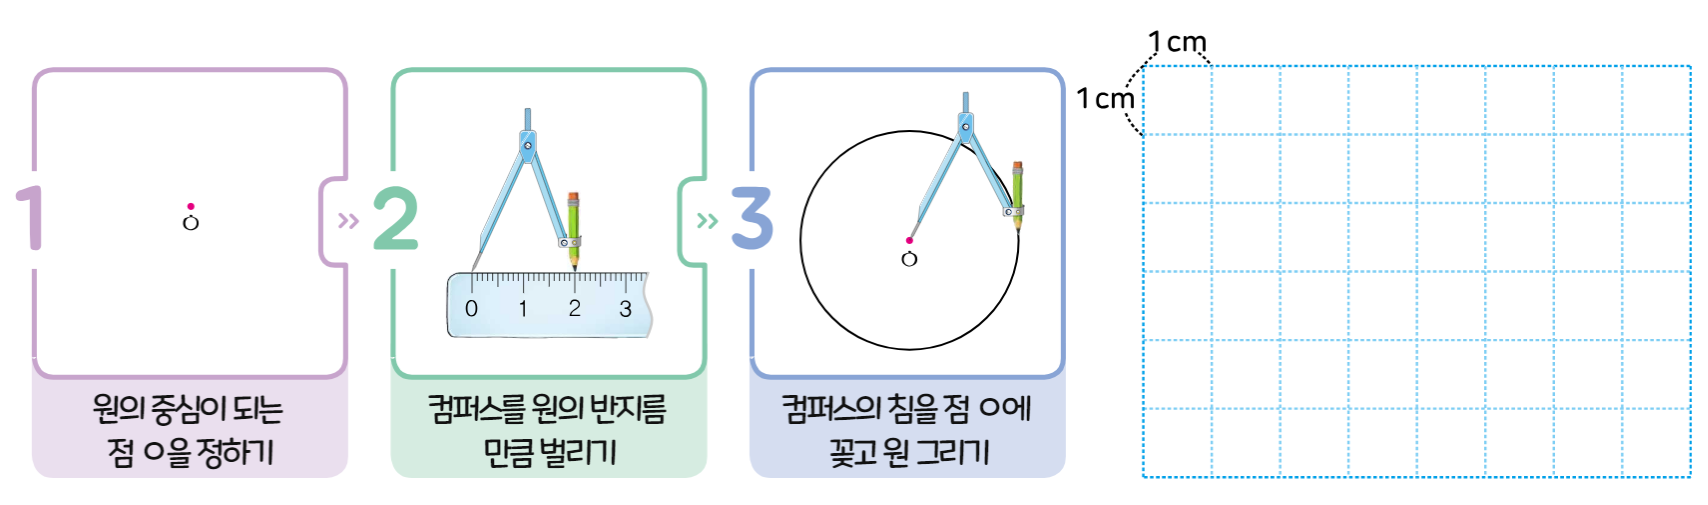 1
ㅇ
원의 중심이 되는
점 ㅇ을 정하기
»
2
0 1 2 3
컴퍼스를 원의 반지름
만큼 벌리기
»
3
ㅇ
컴퍼스의 침을 점 ㅇ에
꽂고 원 그리기
1 cm
1 cm